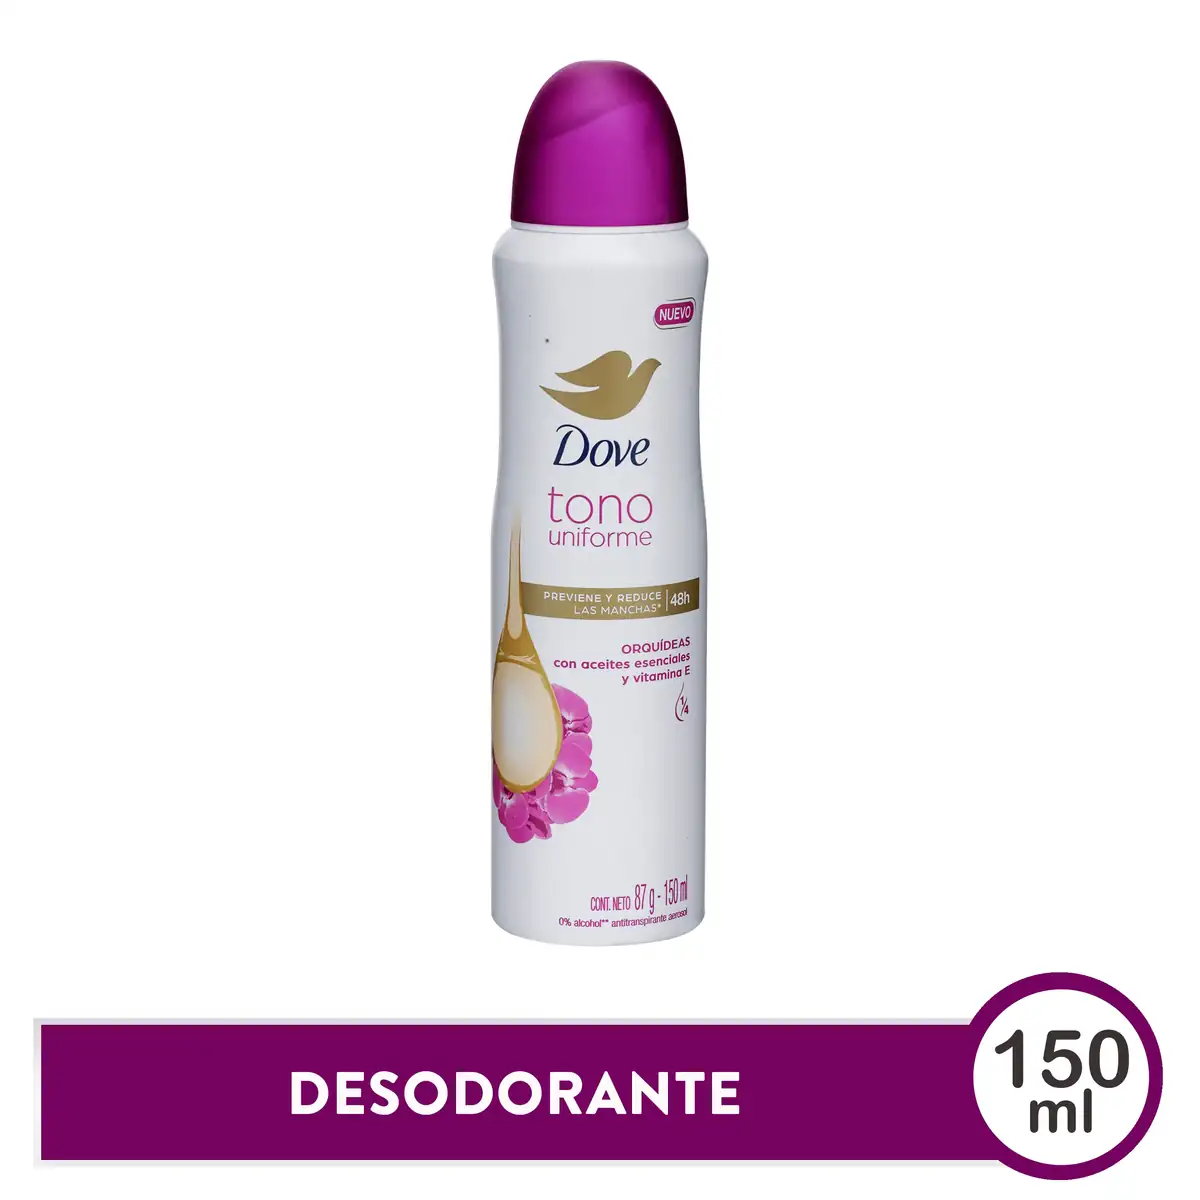 NUEVO
Dove
tono
uniforme
PREVIENE Y REDUCE
LAS MANCHAS*
48h
ORQUÍDEAS
con aceites esenciales
y vitamina E
1/4
CONT. NETO 87 g - 150 ml
0% alcohol** antitranspirante aerosol
DESODORANTE
150
ml